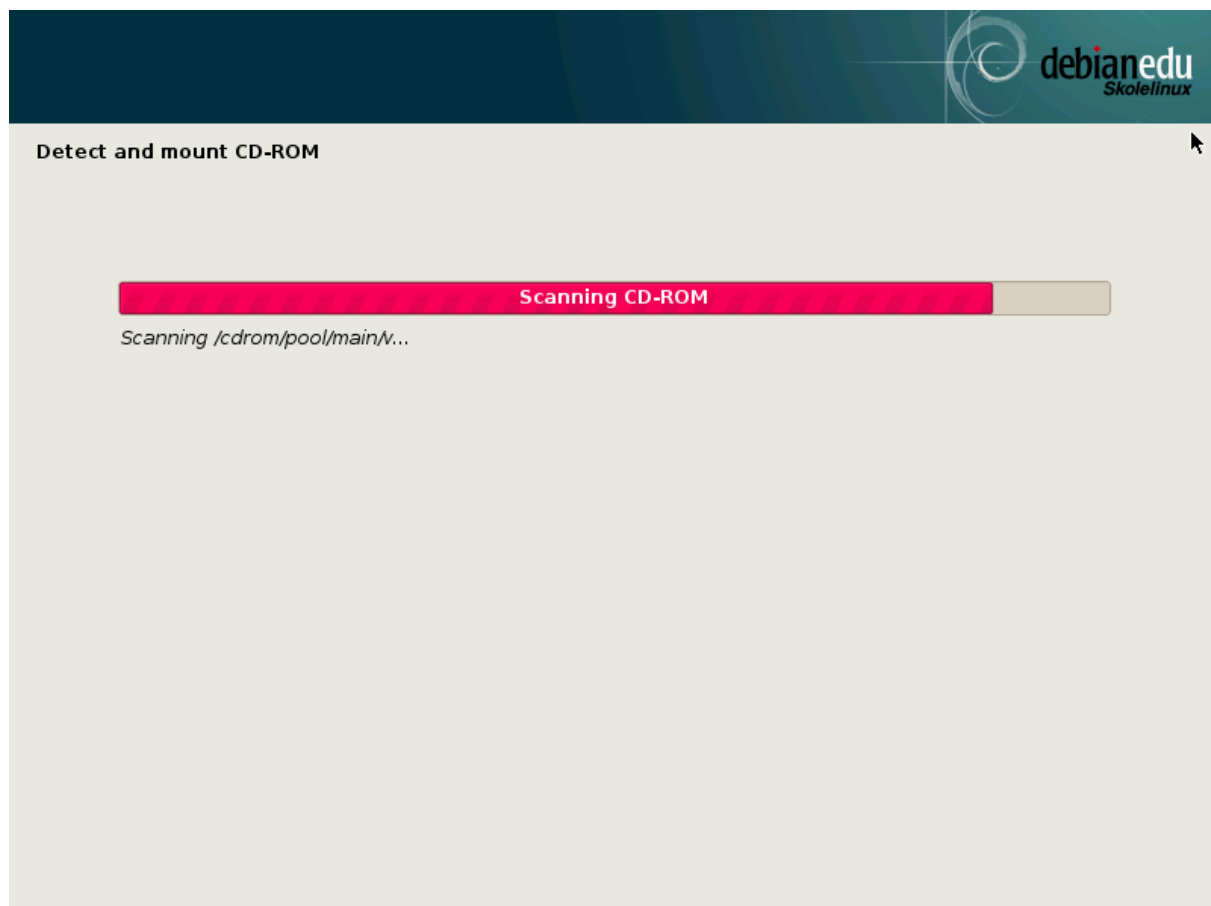 debianedu
Skolelinux
Detect and mount CD-ROM
Scanning CD-ROM
Scanning /cdrom/pool/main/v...